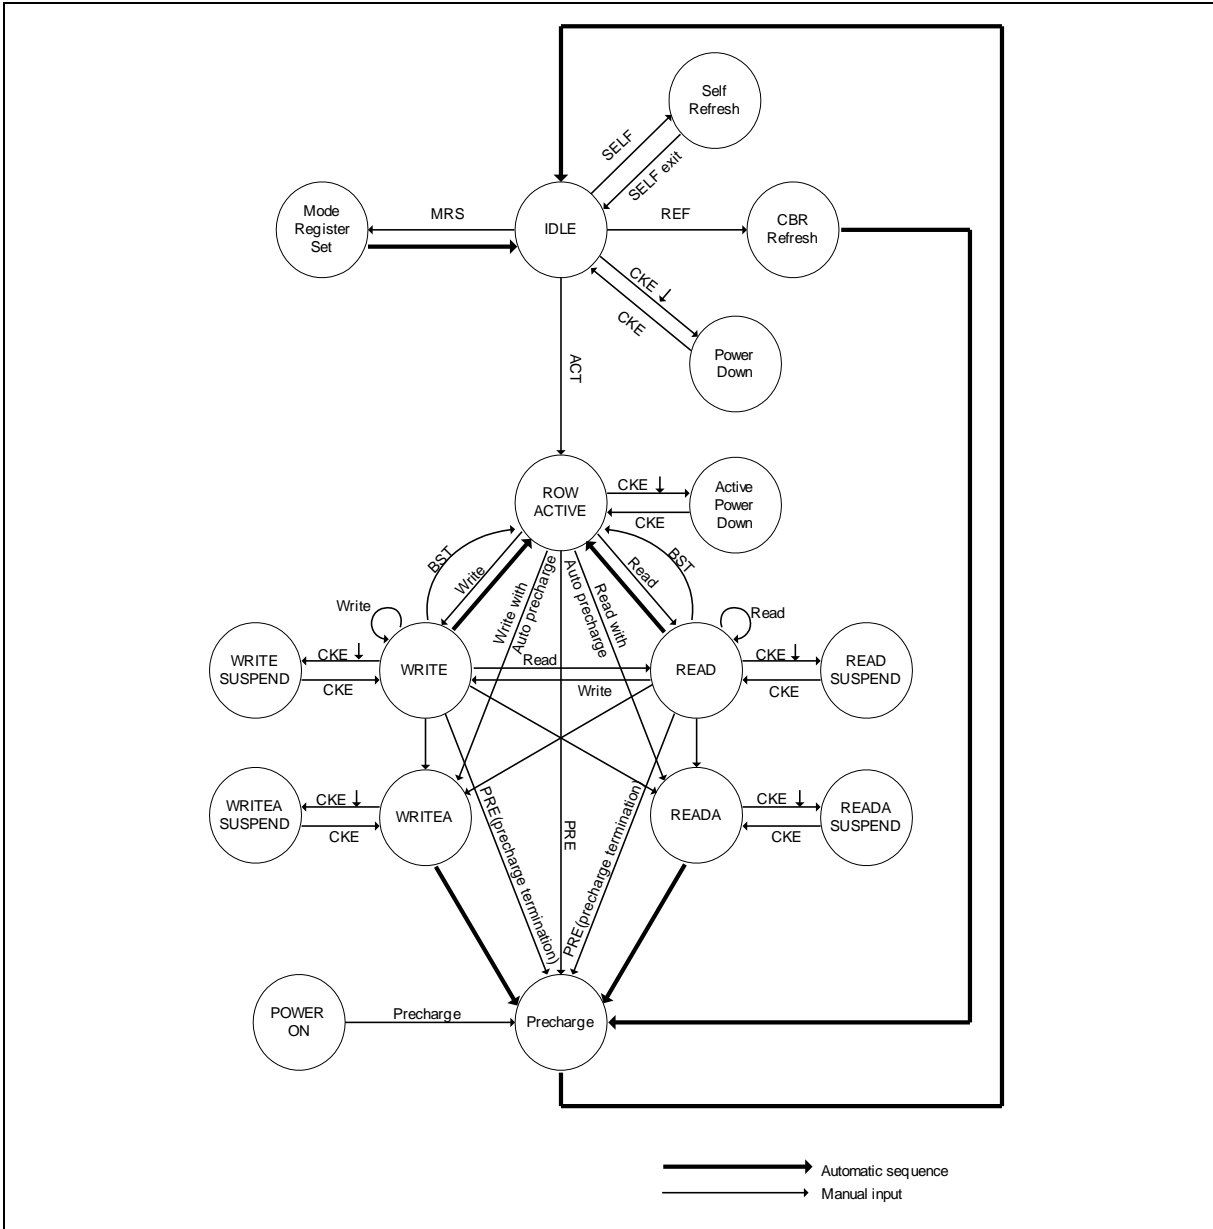 Self
Refresh
SELF
SELF exit
Mode
Register
Set
MRS
IDLE
REF
CBR
Refresh
CKE
CKE
Power
Down
ACT
ROW
ACTIVE
CKE
CKE
Active
Power
Down
BST
Write
Write with
Auto precharge
Auto precharge
Read with
Read
BST
Write
Read
WRITE
SUSPEND
CKE
CKE
WRITE
Read
Write
READ
CKE
CKE
READ
SUSPEND
WRITEA
SUSPEND
CKE
CKE
WRITEA
PRE(precharge termination)
PRE
PRE(precharge termination)
READA
CKE
CKE
READA
SUSPEND
POWER
ON
Precharge
Precharge
Automatic sequence
Manual input